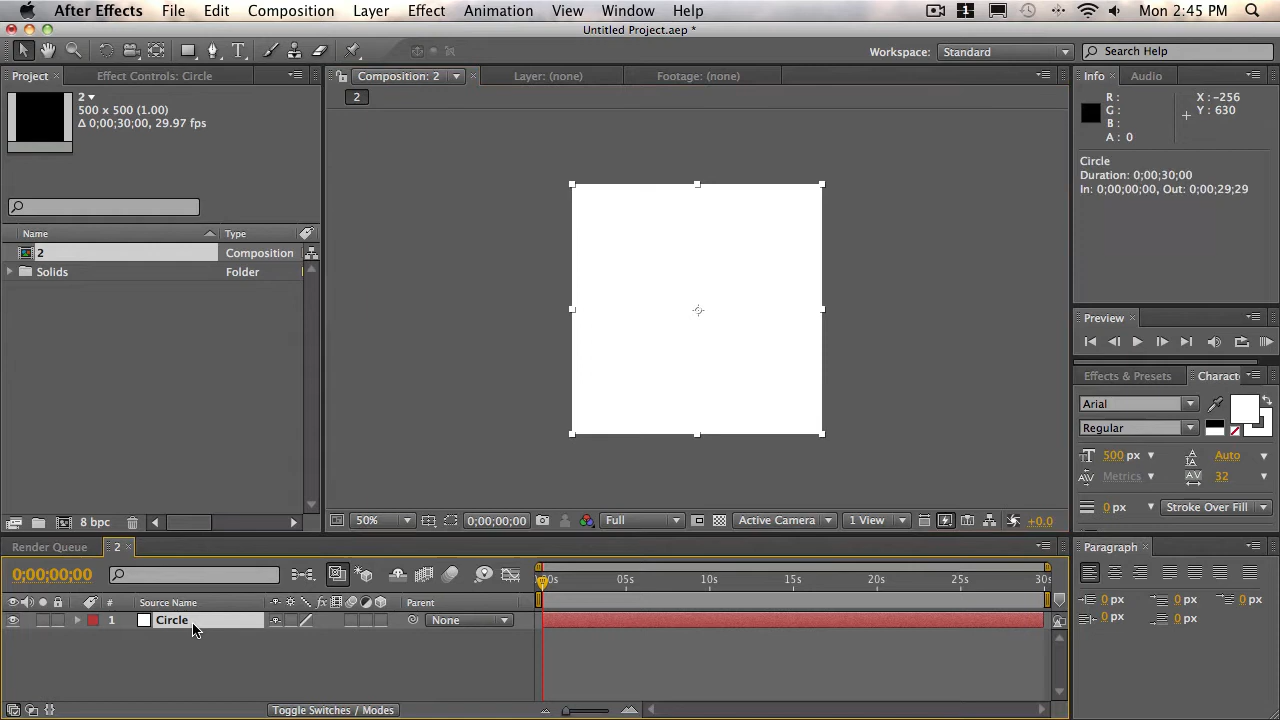 After Effects File Edit Composition Layer Effect Animation View Window Help Mon 2:45 PM
Untitled Project.aep *
Workspace: Standard Search Help
Project Effect Controls: Circle Composition: 2 Layer: (none) Footage: (none) Info Audio
2
500 x 500 (1.00)
Δ 0;00;30;00, 29.97 fps
2
R :
G :
B :
A : 0
X : -256
Y : 630
Circle
Duration: 0;00;30;00
In: 0;00;00;00, Out: 0;00;29;29
Name Type
2 Composition
Solids Folder
Preview
Effects & Presets
Arial
Regular
500 px Auto
Metrics 32
0 px Stroke Over Fill
8 bpc 50% 0;00;00;00 Full Active Camera 1 View +0.0
Render Queue 2 Paragraph
0;00;00;00 05s 10s 15s 20s 25s 30s
# Source Name fx Parent
1 Circle None
0 px 0 px 0 px
0 px 0 px
Toggle Switches / Modes